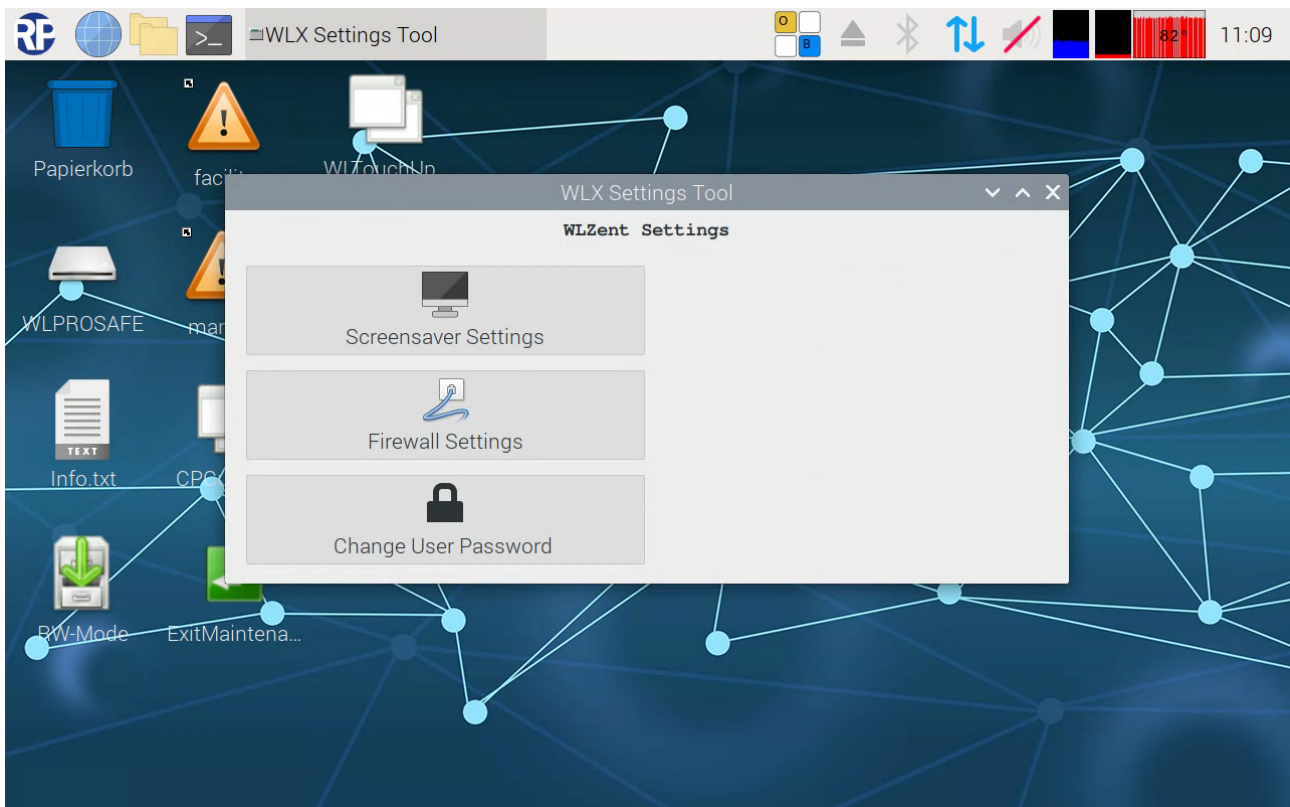 WLX Settings Tool
O
B
82°
11:09
Papierkorb
WLTouchUp
WLX Settings Tool
WLZent Settings
WLPROSAFE
Screensaver Settings
Firewall Settings
TEXT
Info.txt
Change User Password
RW-Mode
ExitMaintena...